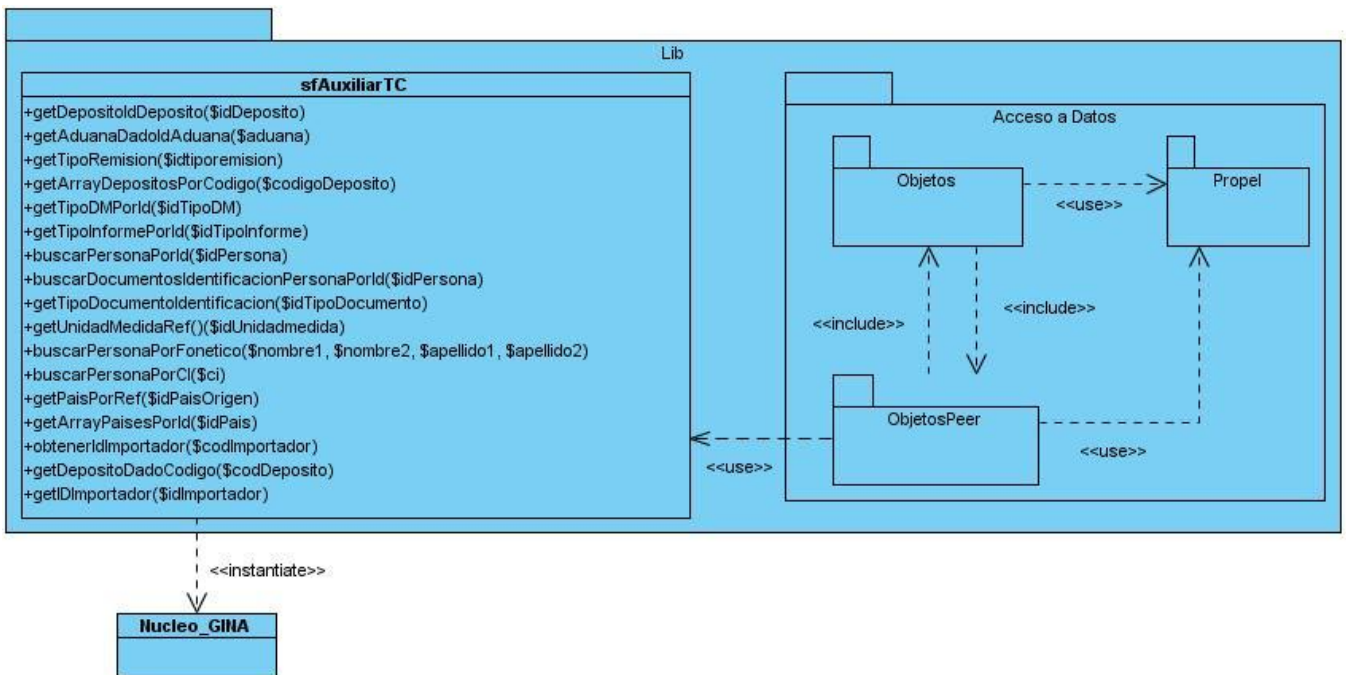 Lib
sfAuxiliarTC
+getDepositoIdDeposito($idDeposito)
+getAduanaDadoIdAduana($aduana)
+getTipoRemision($idtiporemision)
+getArrayDepositosPorCodigo($codigoDeposito)
+getTipoDMPorId($idTipoDM)
+getTipoInformePorId($idTipoInforme)
+buscarPersonaPorId($idPersona)
+buscarDocumentosIdentificacionPersonaPorId($idPersona)
+getTipoDocumentoIdentificacion($idTipoDocumento)
+getUnidadMedidaRef()($idUnidadmedida)
+buscarPersonaPorFonetico($nombre1, $nombre2, $apellido1, $apellido2)
+buscarPersonaPorCI($ci)
+getPaisPorRef($idPaisOrigen)
+getArrayPaisesPorId($idPais)
+obtenerIdImportador($codImportador)
+getDepositoDadoCodigo($codDeposito)
+getIDImportador($idImportador)
Acceso a Datos
Objetos
<<use>>
Propel
<<include>>
<<include>>
ObjetosPeer
<<use>>
<<use>>
<<instantiate>>
Nucleo_GINA